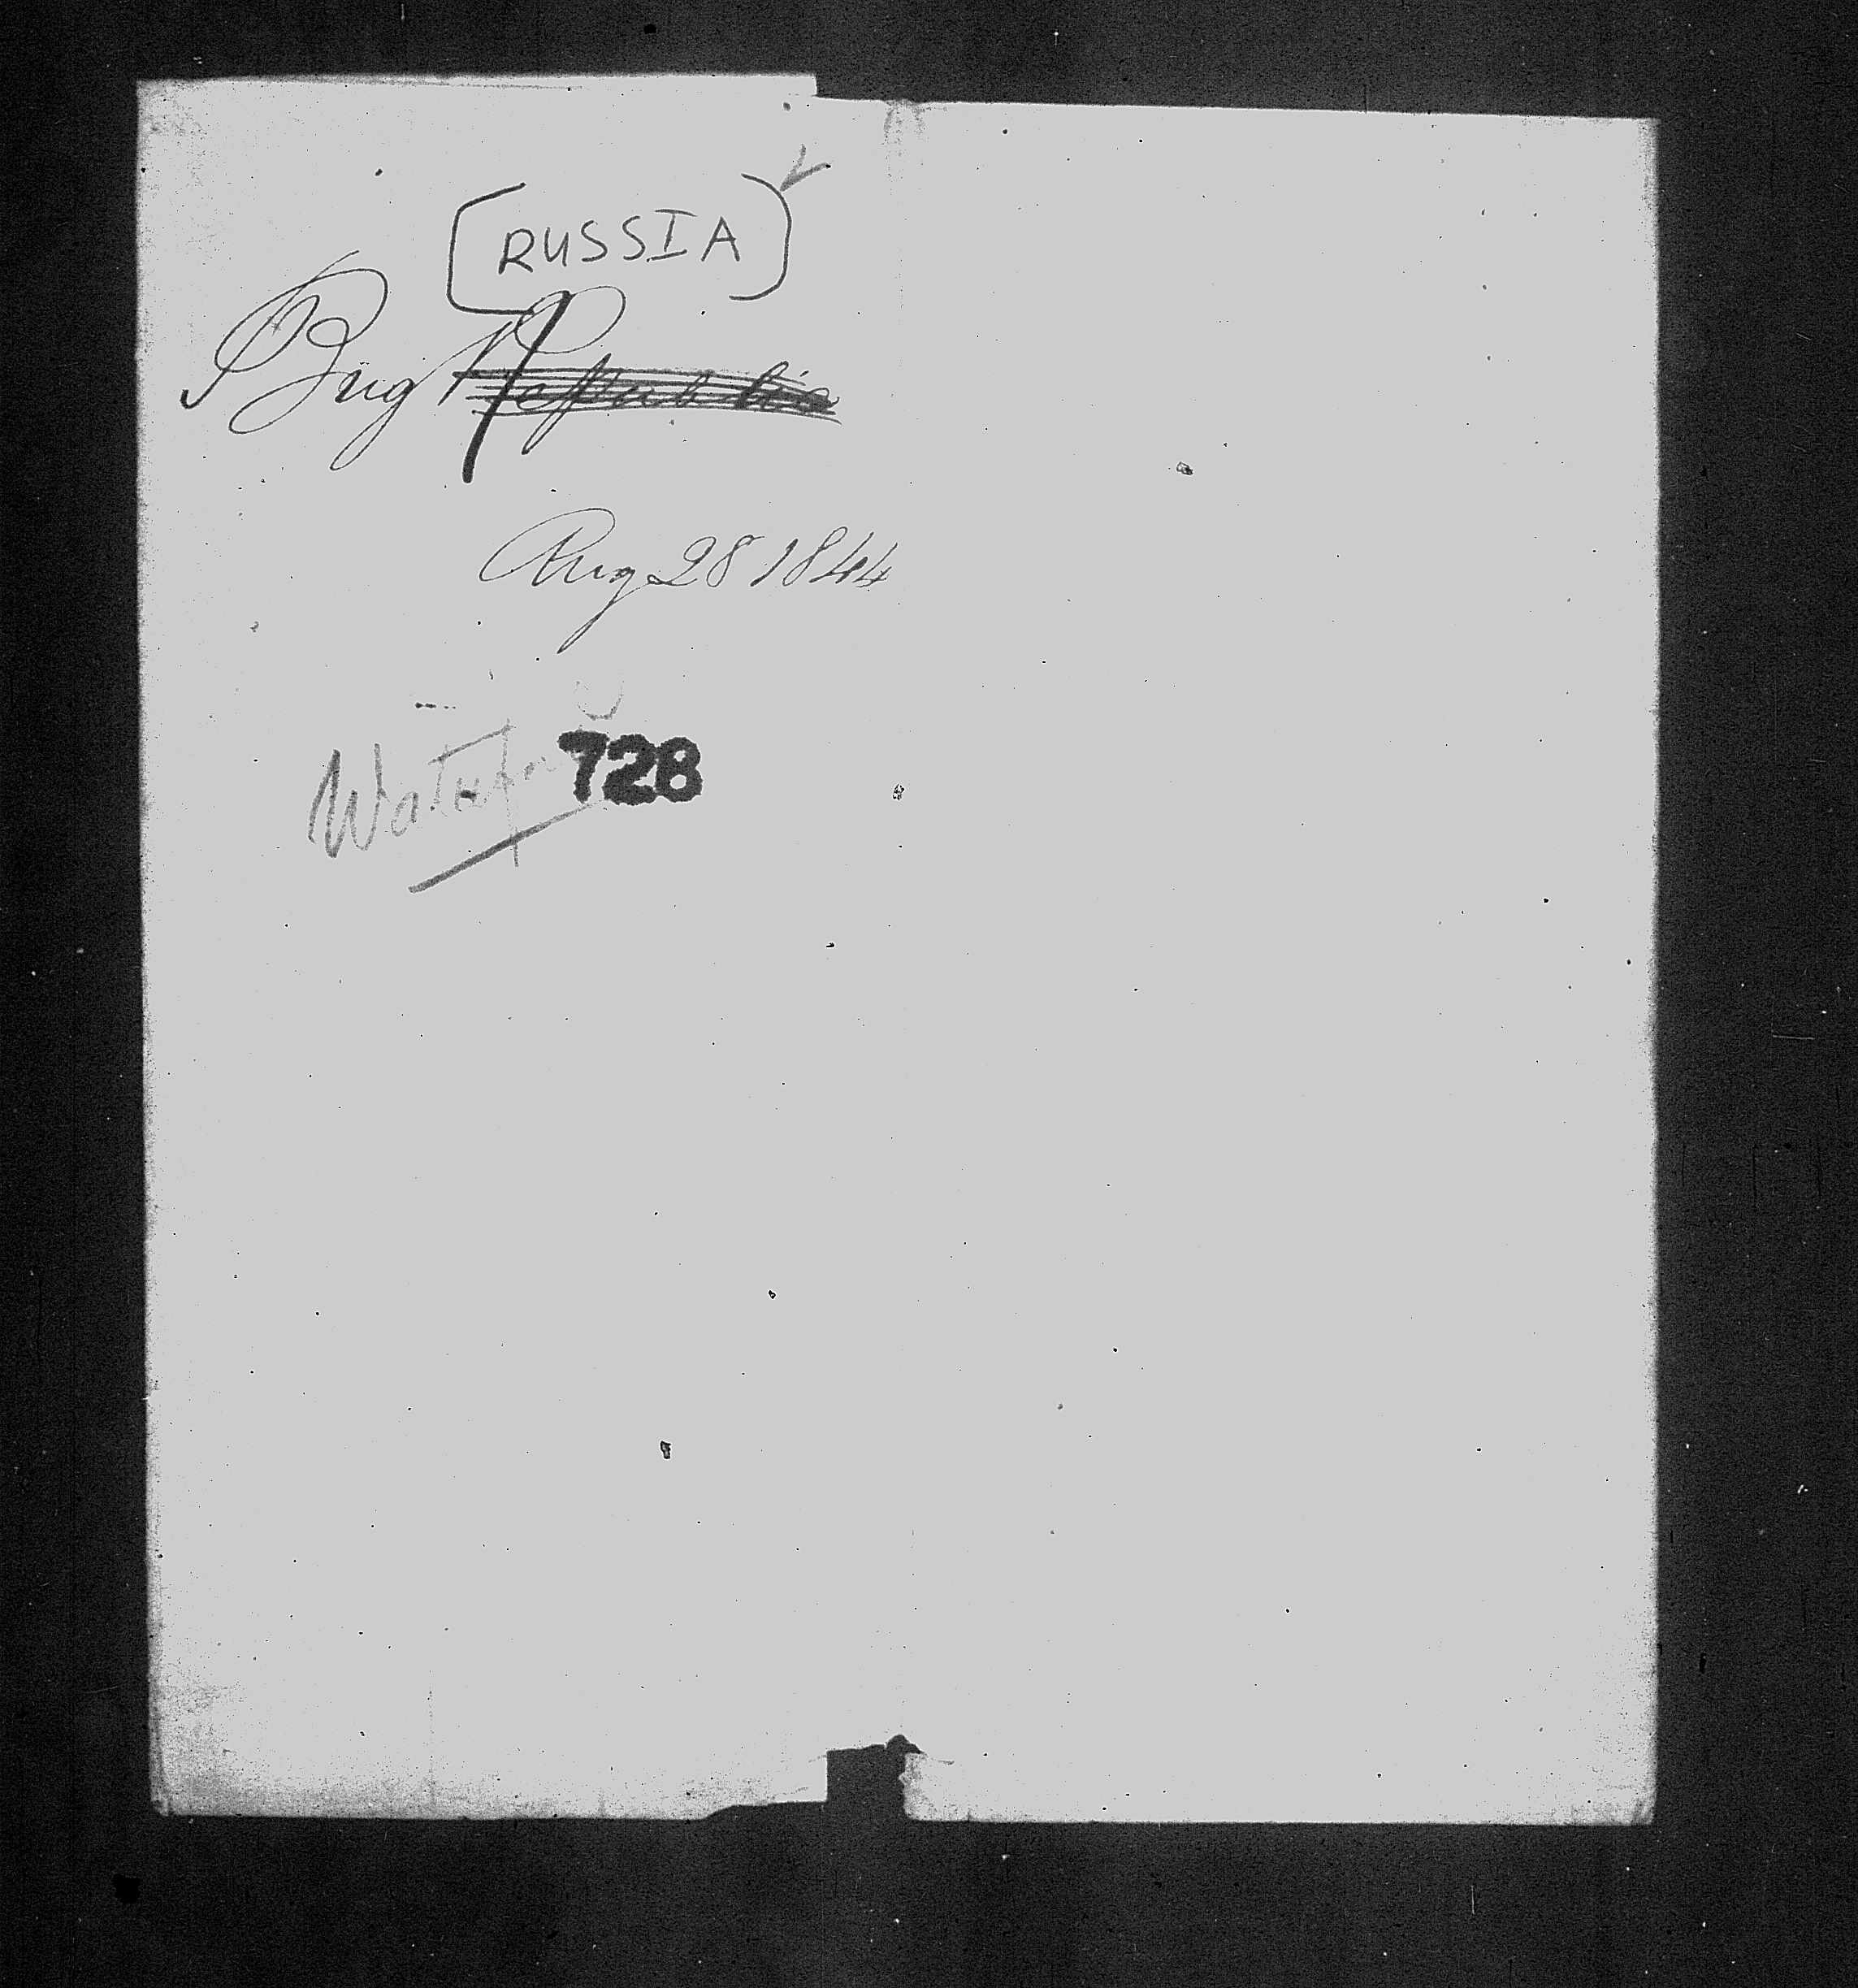 (RUSSIA)
Brig Republic
Aug 28 1844
728